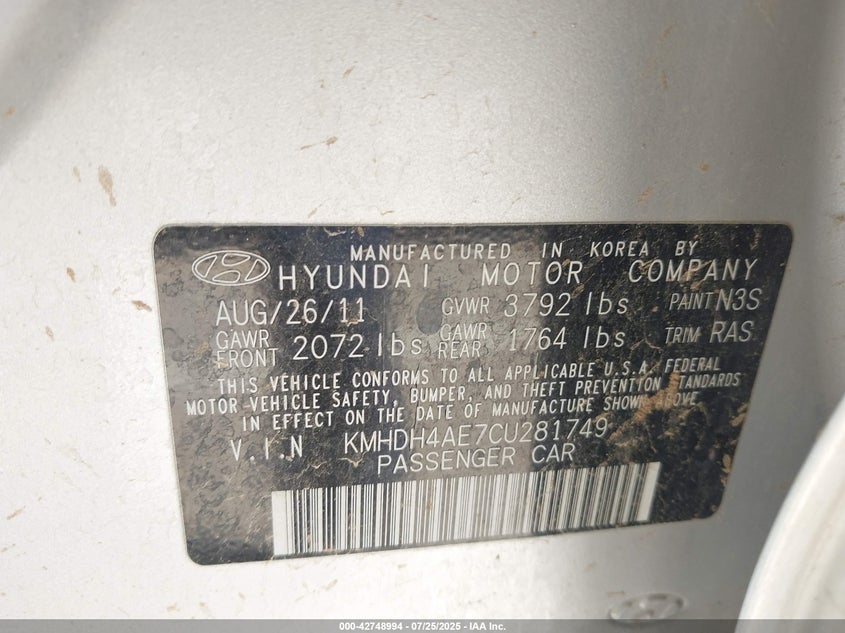 MANUFACTURED IN KOREA BY
HYUNDAI MOTOR COMPANY
AUG/26/11 GVWR 3792 lbs PAINT N3S
GAWR FRONT 2072 lbs GAWR REAR 1764 lbs TRIM RAS
THIS VEHICLE CONFORMS TO ALL APPLICABLE U.S.A. FEDERAL
MOTOR VEHICLE SAFETY, BUMPER, AND THEFT PREVENTION STANDARDS
IN EFFECT ON THE DATE OF MANUFACTURE SHOWN ABOVE
V.I.N KMHDH4AE7CU281749
PASSENGER CAR
000-42748994 - 07/25/2025 - IAA Inc.